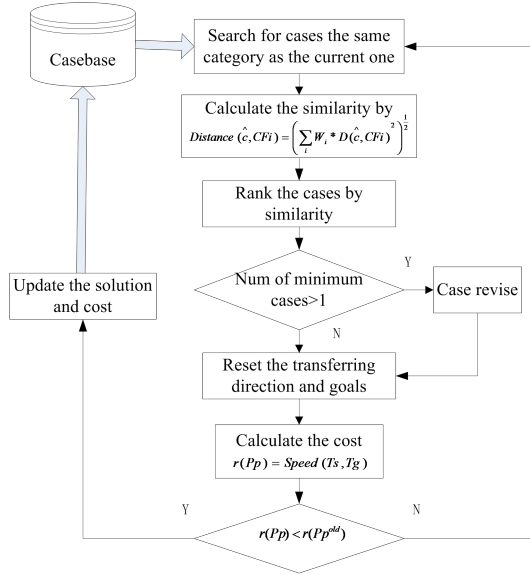 Casebase
Search for cases the same
category as the current one
Calculate the similarity by
Distance (ĉ,CFi) = (∑ᵢ Wᵢ * D(ĉ,CFi)²)^(1/2)
Rank the cases by
similarity
Num of minimum
cases>1
Y
Case revise
N
Update the solution
and cost
Reset the transferring
direction and goals
Calculate the cost
r(Pp) = Speed (Ts,Tg)
Y
N
r(Pp) < r(Pp^old)